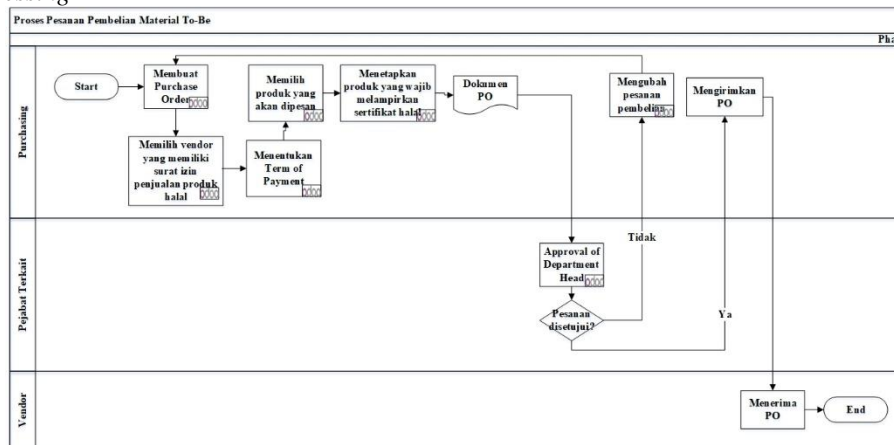 Proses Pesanan Pembelian Material To-Be
Pha
Purchasing
Start
Membuat
Purchase
Order
Memilih vendor
yang memiliki
surat izin
penjualan produk
halal
Menentukan
Term of
Payment
Memilih
produk yang
akan dipesan
Menetapkan
produk yang wajib
melampirkan
sertifikat halal
Dokumen
PO
Mengubah
pesanan
pembelian
Mengirimkan
PO
Pejabat Terkait
Approval of
Department
Head
Pesanan
disetujui?
Tidak
Ya
Vendor
Menerima
PO
End